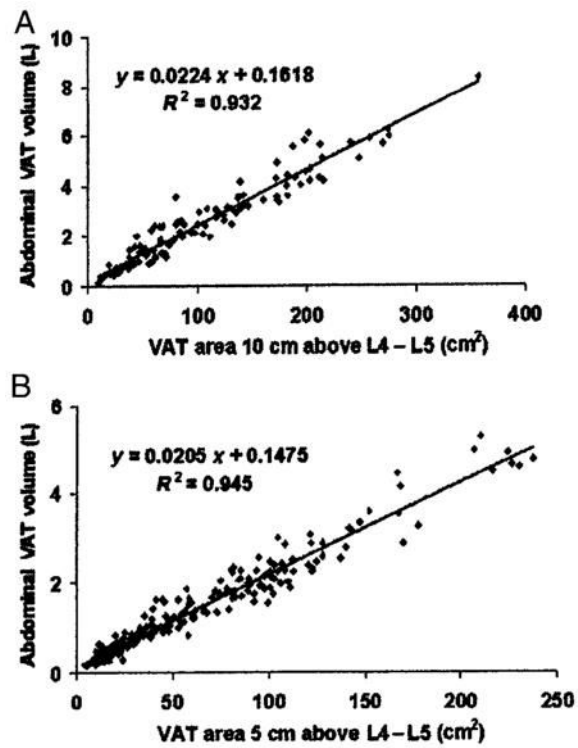 A
10
8
6
4
2
0
Abdominal VAT volume (L)
y = 0.0224 x + 0.1618
R² = 0.932
0 100 200 300 400
VAT area 10 cm above L4 – L5 (cm²)
B
6
4
2
0
Abdominal VAT volume (L)
y = 0.0205 x + 0.1475
R² = 0.945
0 50 100 150 200 250
VAT area 5 cm above L4 – L5 (cm²)